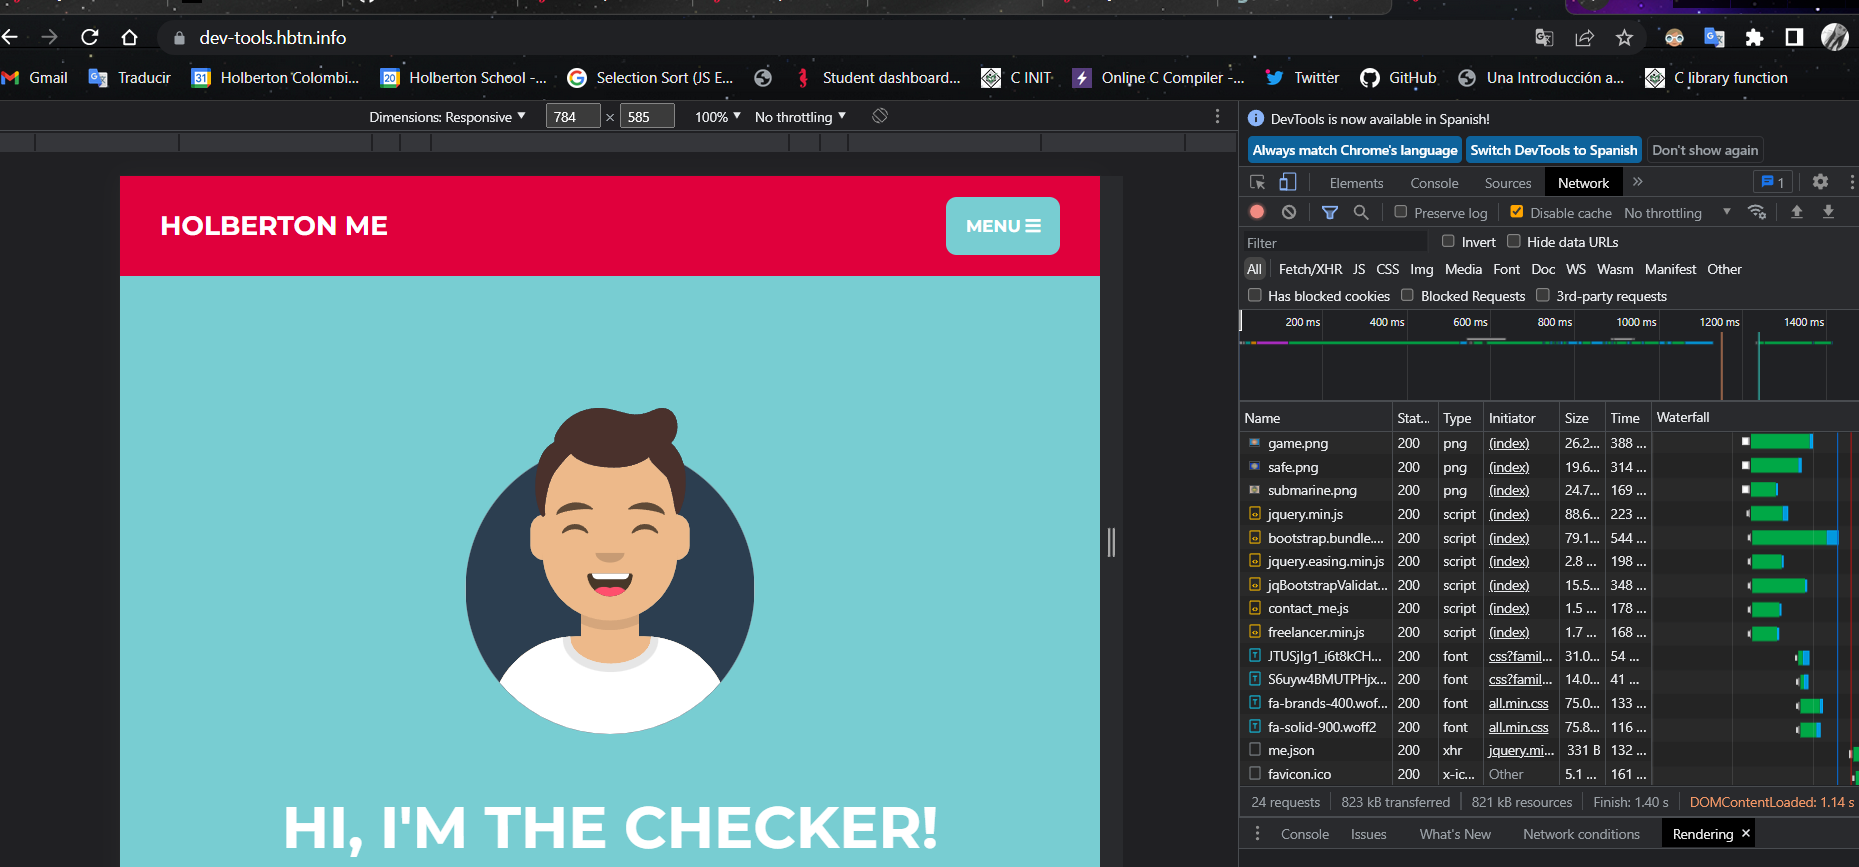 dev-tools.hbtn.info
Gmail Traducir Holberton Colombi... Holberton School -... Selection Sort (JS E... Student dashboard... C INIT Online C Compiler -... Twitter GitHub Una Introducción a... C library function
Dimensions: Responsive 784 × 585 100% No throttling
DevTools is now available in Spanish!
Always match Chrome's language Switch DevTools to Spanish Don't show again
Elements Console Sources Network 1
Preserve log Disable cache No throttling
Filter Invert Hide data URLs
All Fetch/XHR JS CSS Img Media Font Doc WS Wasm Manifest Other
Has blocked cookies Blocked Requests 3rd-party requests
200 ms 400 ms 600 ms 800 ms 1000 ms 1200 ms 1400 ms
Name Stat... Type Initiator Size Time Waterfall
game.png 200 png (index) 26.2... 388 ...
safe.png 200 png (index) 19.6... 314 ...
submarine.png 200 png (index) 24.7... 169 ...
jquery.min.js 200 script (index) 88.6... 223 ...
bootstrap.bundle.... 200 script (index) 79.1... 544 ...
jquery.easing.min.js 200 script (index) 2.8 ... 198 ...
jqBootstrapValidat... 200 script (index) 15.5... 348 ...
contact_me.js 200 script (index) 1.5 ... 178 ...
freelancer.min.js 200 script (index) 1.7 ... 168 ...
JTUSjIg1_i6t8kCH... 200 font css?famil... 31.0... 54 ...
S6uyw4BMUTPHjx... 200 font css?famil... 14.0... 41 ...
fa-brands-400.wof... 200 font all.min.css 75.0... 133 ...
fa-solid-900.woff2 200 font all.min.css 75.8... 116 ...
me.json 200 xhr jquery.mi... 331 B 132 ...
favicon.ico 200 x-ic... Other 5.1 ... 161 ...
24 requests 823 kB transferred 821 kB resources Finish: 1.40 s DOMContentLoaded: 1.14 s
Console Issues What's New Network conditions Rendering
HOLBERTON ME
MENU
HI, I'M THE CHECKER!